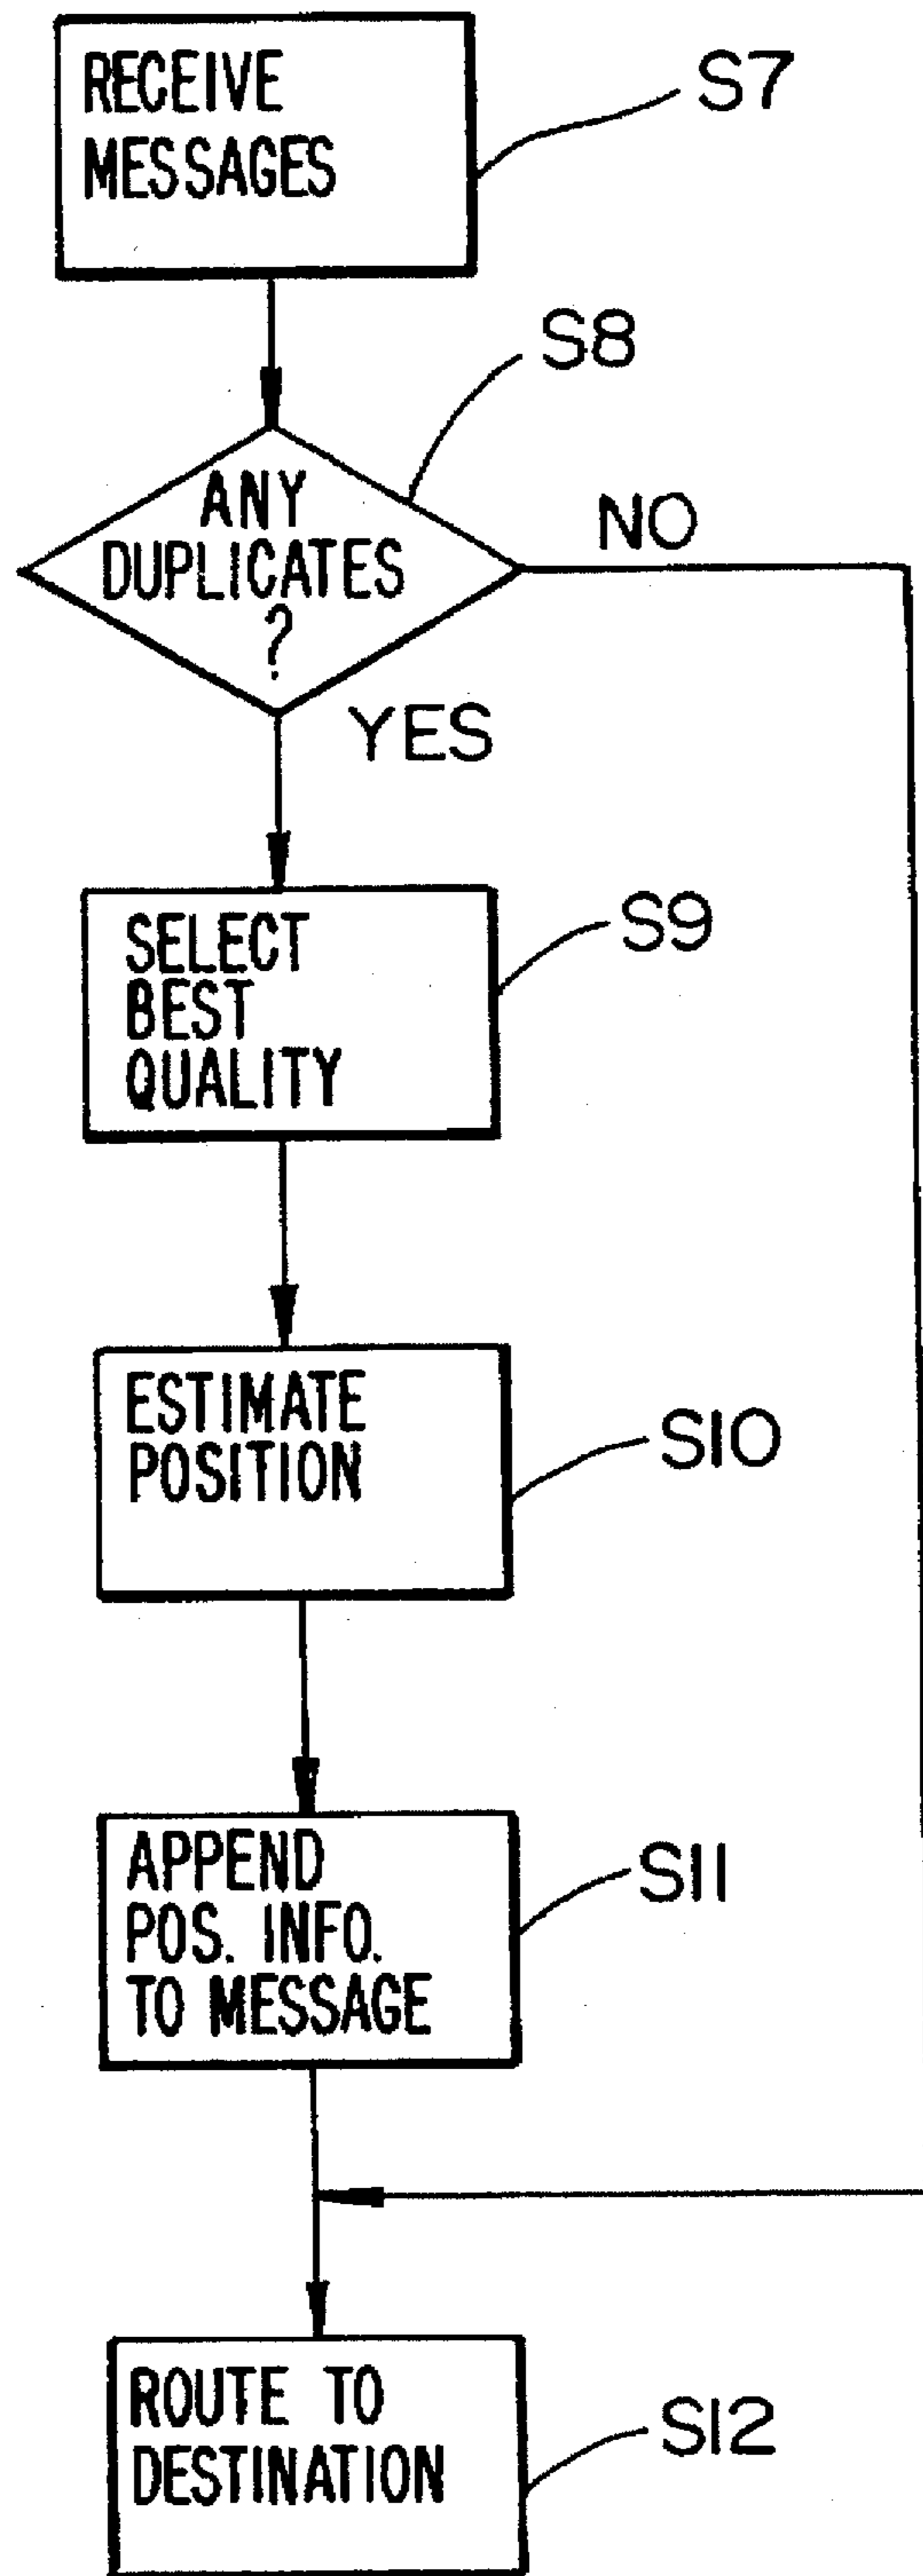 RECEIVE
MESSAGES
S7
S8
ANY
DUPLICATES
?
NO
YES
SELECT
BEST
QUALITY
S9
ESTIMATE
POSITION
S10
APPEND
POS. INFO.
TO MESSAGE
S11
ROUTE TO
DESTINATION
S12